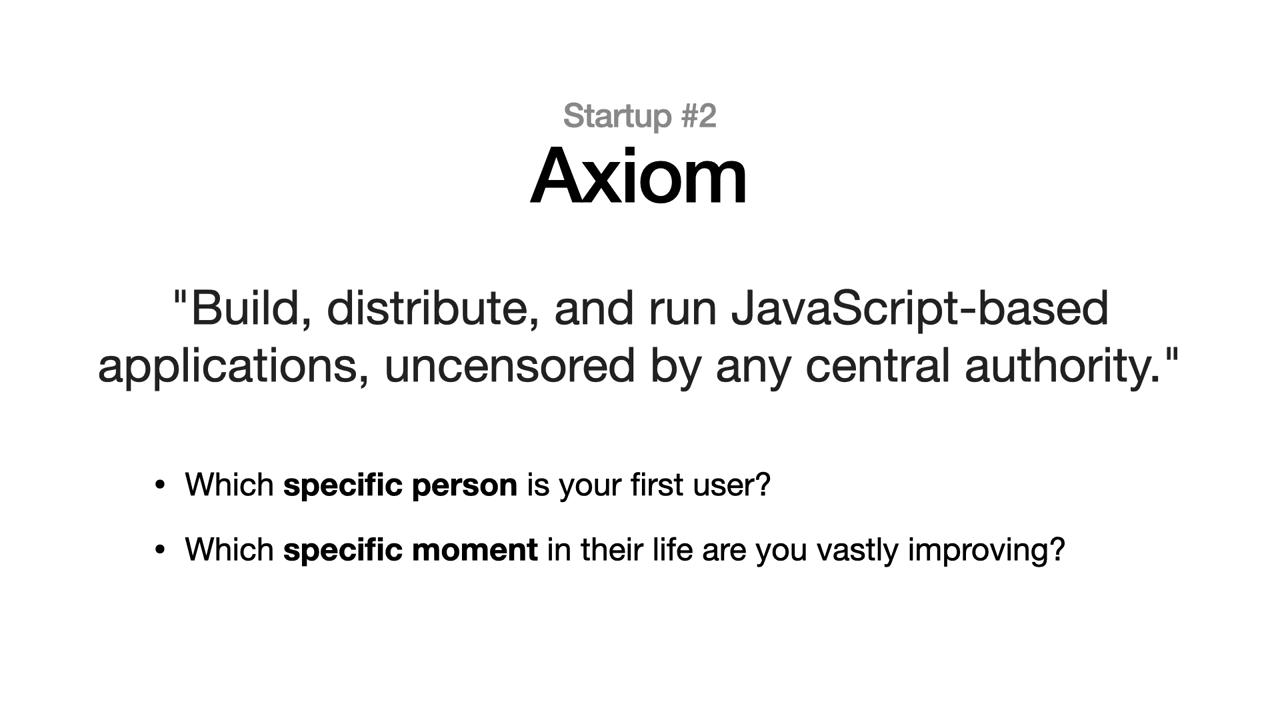 Startup #2
Axiom
"Build, distribute, and run JavaScript-based
applications, uncensored by any central authority."
• Which specific person is your first user?
• Which specific moment in their life are you vastly improving?